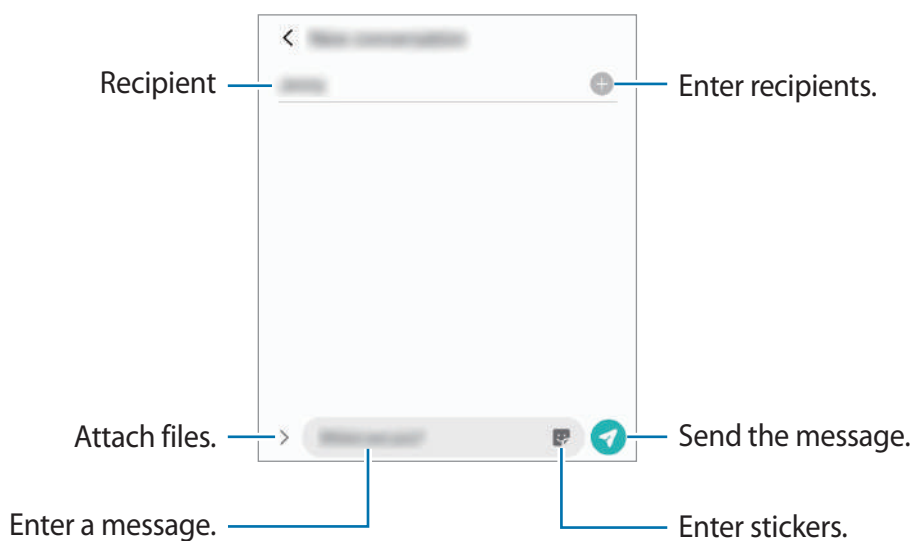 Recipient
Enter recipients.
Attach files.
Send the message.
Enter a message.
Enter stickers.